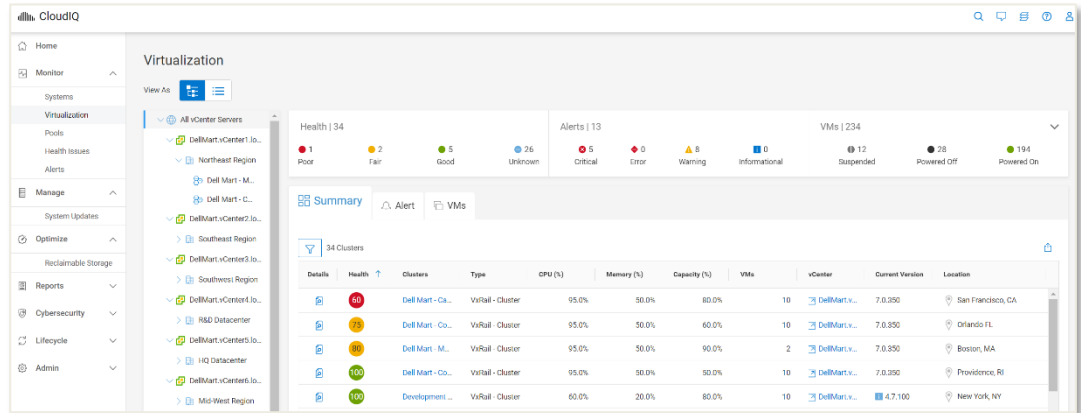 CloudIQ
Home
Monitor
Systems
Virtualization
Pools
Health Issues
Alerts
Manage
System Updates
Optimize
Reclaimable Storage
Reports
Cybersecurity
Lifecycle
Admin
Virtualization
View As
All vCenter Servers
DellMart.vCenter1.lo...
Northeast Region
Dell Mart - M...
Dell Mart - C...
DellMart.vCenter2.lo...
Southeast Region
DellMart.vCenter3.lo...
Southwest Region
DellMart.vCenter4.lo...
R&D Datacenter
DellMart.vCenter5.lo...
HQ Datacenter
DellMart.vCenter6.lo...
Mid-West Region
Health | 34
1 Poor
2 Fair
5 Good
26 Unknown
Alerts | 13
5 Critical
0 Error
8 Warning
0 Informational
VMs | 234
12 Suspended
28 Powered Off
194 Powered On
Summary Alert VMs
34 Clusters
Details Health Clusters Type CPU (%) Memory (%) Capacity (%) VMs vCenter Current Version Location
60 Dell Mart - Ca... VxRail - Cluster 95.0% 50.0% 80.0% 10 DellMart.v... 7.0.350 San Francisco, CA
75 Dell Mart - Co... VxRail - Cluster 95.0% 50.0% 60.0% 10 DellMart.v... 7.0.350 Orlando FL
80 Dell Mart - M... VxRail - Cluster 95.0% 50.0% 90.0% 2 DellMart.v... 7.0.350 Boston, MA
100 Dell Mart - Co... VxRail - Cluster 95.0% 50.0% 50.0% 10 DellMart.v... 7.0.350 Providence, RI
100 Development ... VxRail - Cluster 60.0% 20.0% 80.0% 10 DellMart.v... 4.7.100 New York, NY